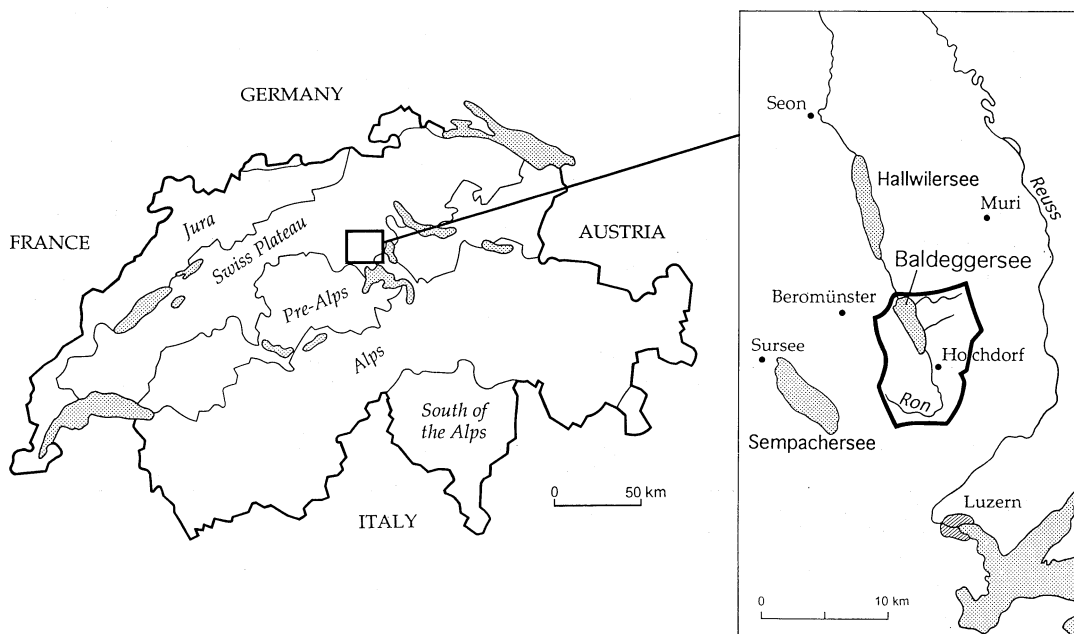 GERMANY
FRANCE
Jura
Swiss Plateau
AUSTRIA
Pre-Alps
Alps
South of
the Alps
0 50 km
ITALY
Seon
Hallwilersee
Reuss
Muri
Baldeggersee
Beromünster
Sursee
Hochdorf
Ron
Sempachersee
Luzern
0 10 km